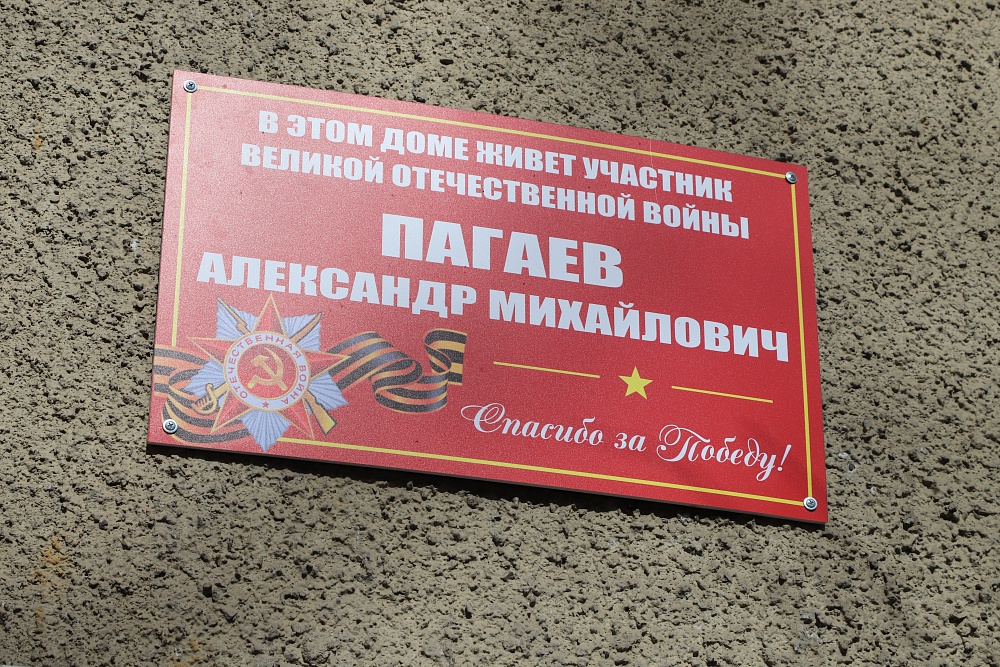 В ЭТОМ ДОМЕ ЖИВЕТ УЧАСТНИК
ВЕЛИКОЙ ОТЕЧЕСТВЕННОЙ ВОЙНЫ
ПАГАЕВ
АЛЕКСАНДР МИХАЙЛОВИЧ
ОТЕЧЕСТВЕННАЯ ВОЙНА
Спасибо за Победу!